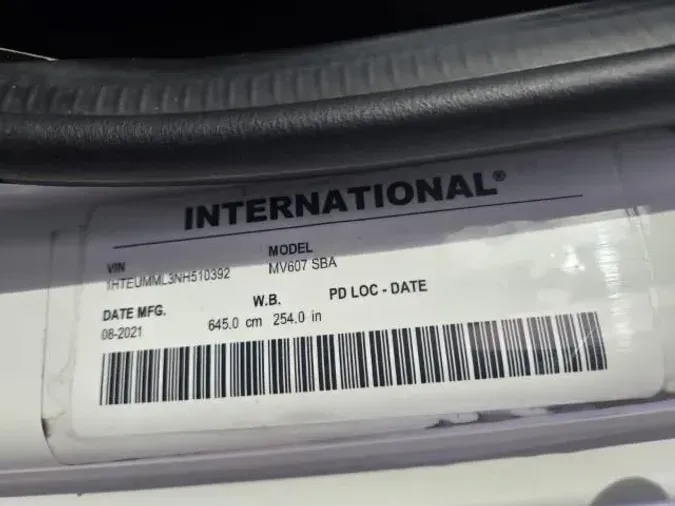 INTERNATIONAL®
VIN MODEL
1HTEUMML3NH510392 MV607 SBA
DATE MFG. W.B. PD LOC - DATE
08-2021 645.0 cm 254.0 in